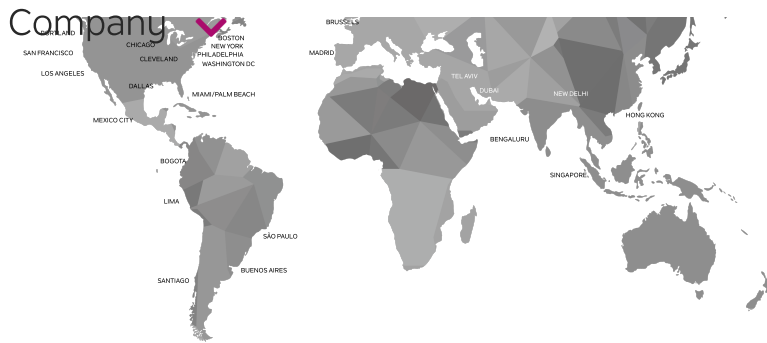 Company
PORTLAND
BOSTON
CHICAGO
NEW YORK
SAN FRANCISCO
PHILADELPHIA
CLEVELAND
WASHINGTON DC
LOS ANGELES
DALLAS
MIAMI/PALM BEACH
MEXICO CITY
BRUSSELS
MADRID
TEL AVIV
DUBAI
NEW DELHI
HONG KONG
BENGALURU
SINGAPORE
BOGOTA
LIMA
SÃO PAULO
BUENOS AIRES
SANTIAGO